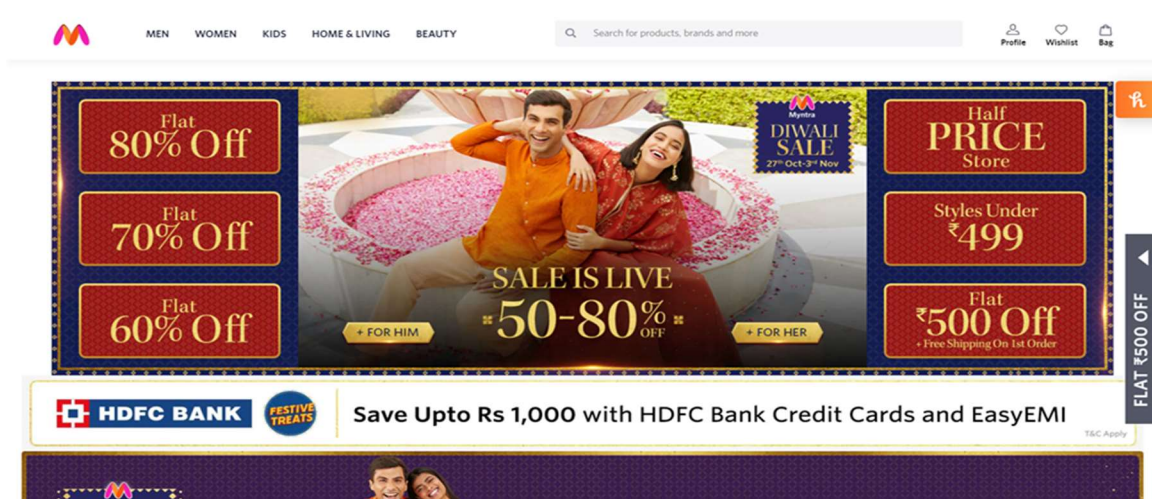 MEN WOMEN KIDS HOME & LIVING BEAUTY
Search for products, brands and more
Profile Wishlist Bag
Flat
80% Off
Flat
70% Off
Flat
60% Off
Myntra
DIWALI
SALE
27th Oct-3rd Nov
SALE IS LIVE
50-80% OFF
+ FOR HIM
+ FOR HER
Half
PRICE
Store
Styles Under
₹499
Flat
₹500 Off
+ Free Shipping On 1st Order
FLAT ₹500 OFF
HDFC BANK
FESTIVE
TREATS
Save Upto Rs 1,000 with HDFC Bank Credit Cards and EasyEMI
T&C Apply